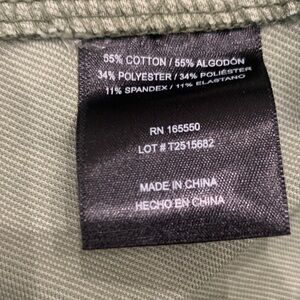 55% COTTON / 55% ALGODÓN
34% POLYESTER / 34% POLIÉSTER
11% SPANDEX / 11% ELASTANO
RN 165550
LOT # T2515682
MADE IN CHINA
HECHO EN CHINA